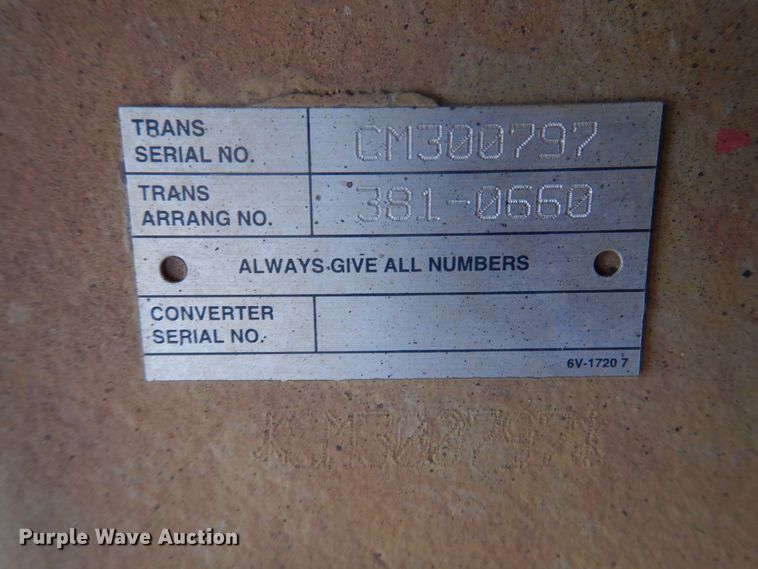 TRANS
SERIAL NO.
CM300797
TRANS
ARRANG NO.
381-0660
ALWAYS GIVE ALL NUMBERS
CONVERTER
SERIAL NO.
6V-1720 7
Purple Wave Auction